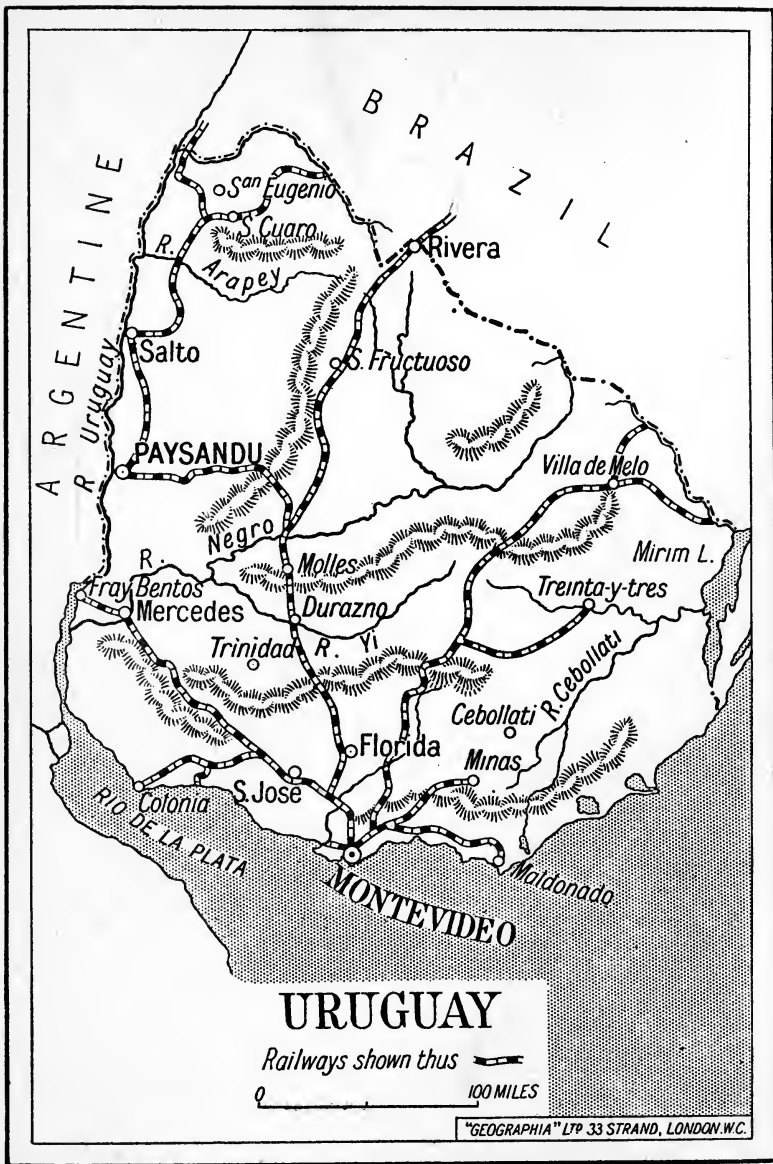 BRAZIL
ARGENTINE
San Eugenio
S. Cuaro
R. Arapey
Rivera
Salto
R Uruguay
S. Fructuoso
PAYSANDU
Villa de Melo
R. Negro
Mirim L.
Molles
Fray Bentos
Treinta-y-tres
Mercedes
Durazno
Trinidad
R. Yi
R. Cebollati
Cebollati
Florida
Minas
S. José
Colonia
RIO DE LA PLATA
Maldonado
MONTEVIDEO
URUGUAY
Railways shown thus
0 100 MILES
"GEOGRAPHIA" LTD 33 STRAND, LONDON.W.C.